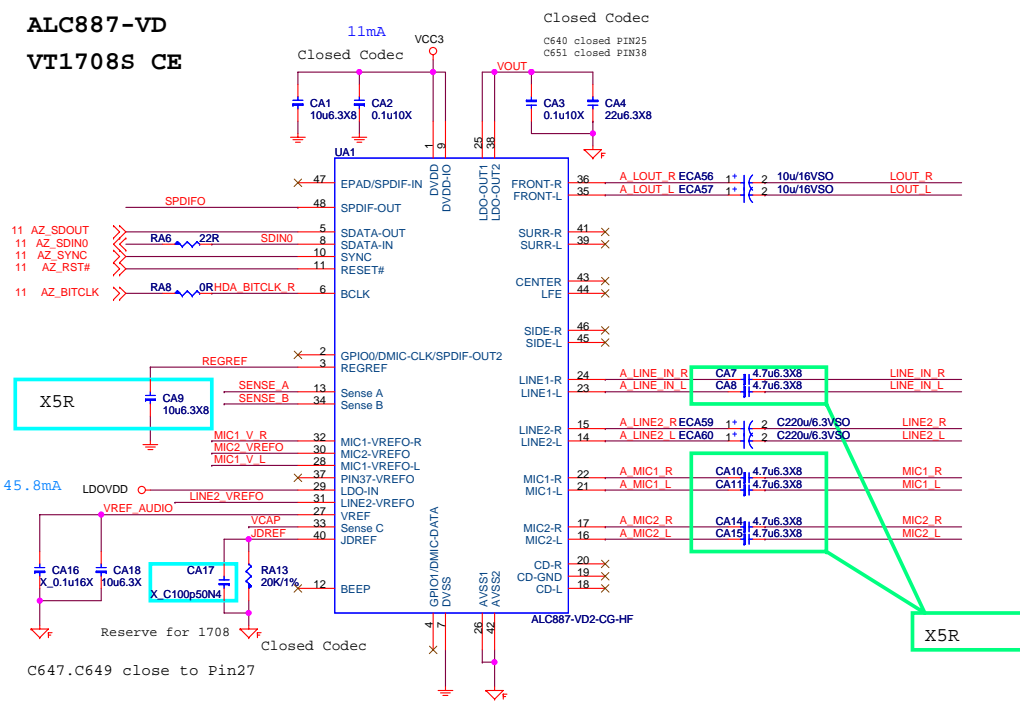 ALC887-VD
VT1708S CE
11mA
VCC3
Closed Codec
Closed Codec
C640 closed PIN25
C651 closed PIN38
VOUT
CA1
10u6.3X8
CA2
0.1u10X
CA3
0.1u10X
CA4
22u6.3X8
F
UA1
1
9
25
38
DVDD
DVDD-IO
LDO-OUT1
LDO-OUT2
47 EPAD/SPDIF-IN
SPDIFO 48 SPDIF-OUT
11 AZ_SDOUT 5 SDATA-OUT
11 AZ_SDIN0 RA6 22R SDIN0 8 SDATA-IN
11 AZ_SYNC 10 SYNC
11 AZ_RST# 11 RESET#
11 AZ_BITCLK RA8 0R HDA_BITCLK_R 6 BCLK
2 GPIO0/DMIC-CLK/SPDIF-OUT2
REGREF 3 REGREF
X5R
CA9
10u6.3X8
SENSE_A 13 Sense A
SENSE_B 34 Sense B
MIC1_V_R 32 MIC1-VREFO-R
MIC2_VREFO 30 MIC2-VREFO
MIC1_V_L 28 MIC1-VREFO-L
37 PIN37-VREFO
45.8mA
LDOVDD 29 LDO-IN
LINE2_VREFO 31 LINE2-VREFO
VREF_AUDIO 27 VREF
VCAP 33 Sense C
JDREF 40 JDREF
CA16
X_0.1u16X
CA18
10u6.3X
CA17
X_C100p50N4
RA13
20K/1%
12 BEEP
F
F
Reserve for 1708
Closed Codec
C647.C649 close to Pin27
GPIO1/DMIC-DATA
DVSS
AVSS1
AVSS2
4
7
26
42
F
ALC887-VD2-CG-HF
FRONT-R 36 A_LOUT_R ECA56 1 + 2 10u/16VSO LOUT_R
FRONT-L 35 A_LOUT_L ECA57 1 + 2 10u/16VSO LOUT_L
SURR-R 41
SURR-L 39
CENTER 43
LFE 44
SIDE-R 46
SIDE-L 45
LINE1-R 24 A_LINE_IN_R CA7 4.7u6.3X8 LINE_IN_R
LINE1-L 23 A_LINE_IN_L CA8 4.7u6.3X8 LINE_IN_L
LINE2-R 15 A_LINE2_R ECA59 1 + 2 C220u/6.3VSO LINE2_R
LINE2-L 14 A_LINE2_L ECA60 1 + 2 C220u/6.3VSO LINE2_L
MIC1-R 22 A_MIC1_R CA10 4.7u6.3X8 MIC1_R
MIC1-L 21 A_MIC1_L CA11 4.7u6.3X8 MIC1_L
MIC2-R 17 A_MIC2_R CA14 4.7u6.3X8 MIC2_R
MIC2-L 16 A_MIC2_L CA15 4.7u6.3X8 MIC2_L
CD-R 20
CD-GND 19
CD-L 18
X5R